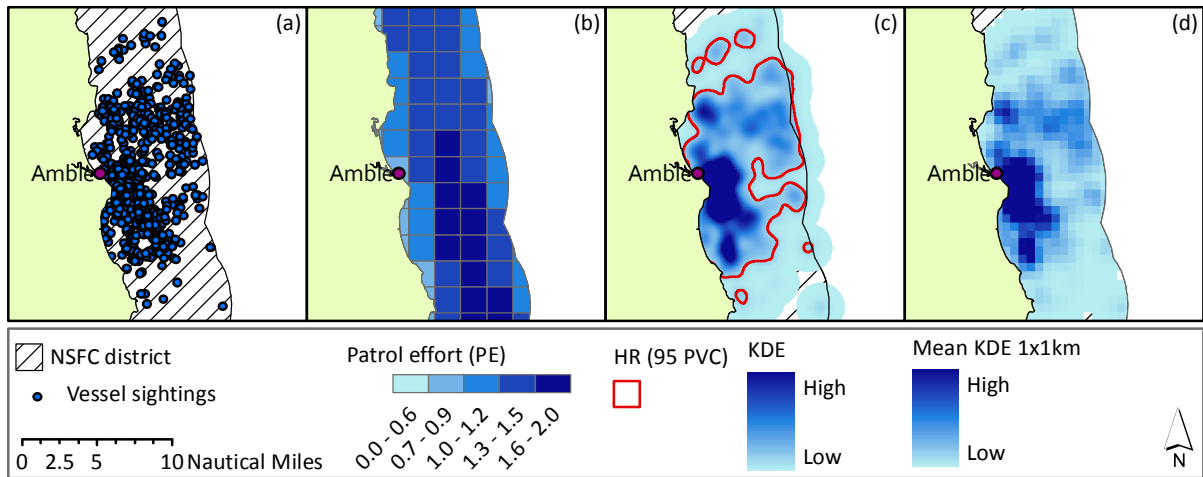 (a)
(b)
(c)
(d)
Amble
Amble
Amble
Amble
NSFC district
Vessel sightings
0 2.5 5 10 Nautical Miles
Patrol effort (PE)
0.0 - 0.6
0.7 - 0.9
1.0 - 1.2
1.3 - 1.5
1.6 - 2.0
HR (95 PVC)
KDE
High
Low
Mean KDE 1x1km
High
Low
N